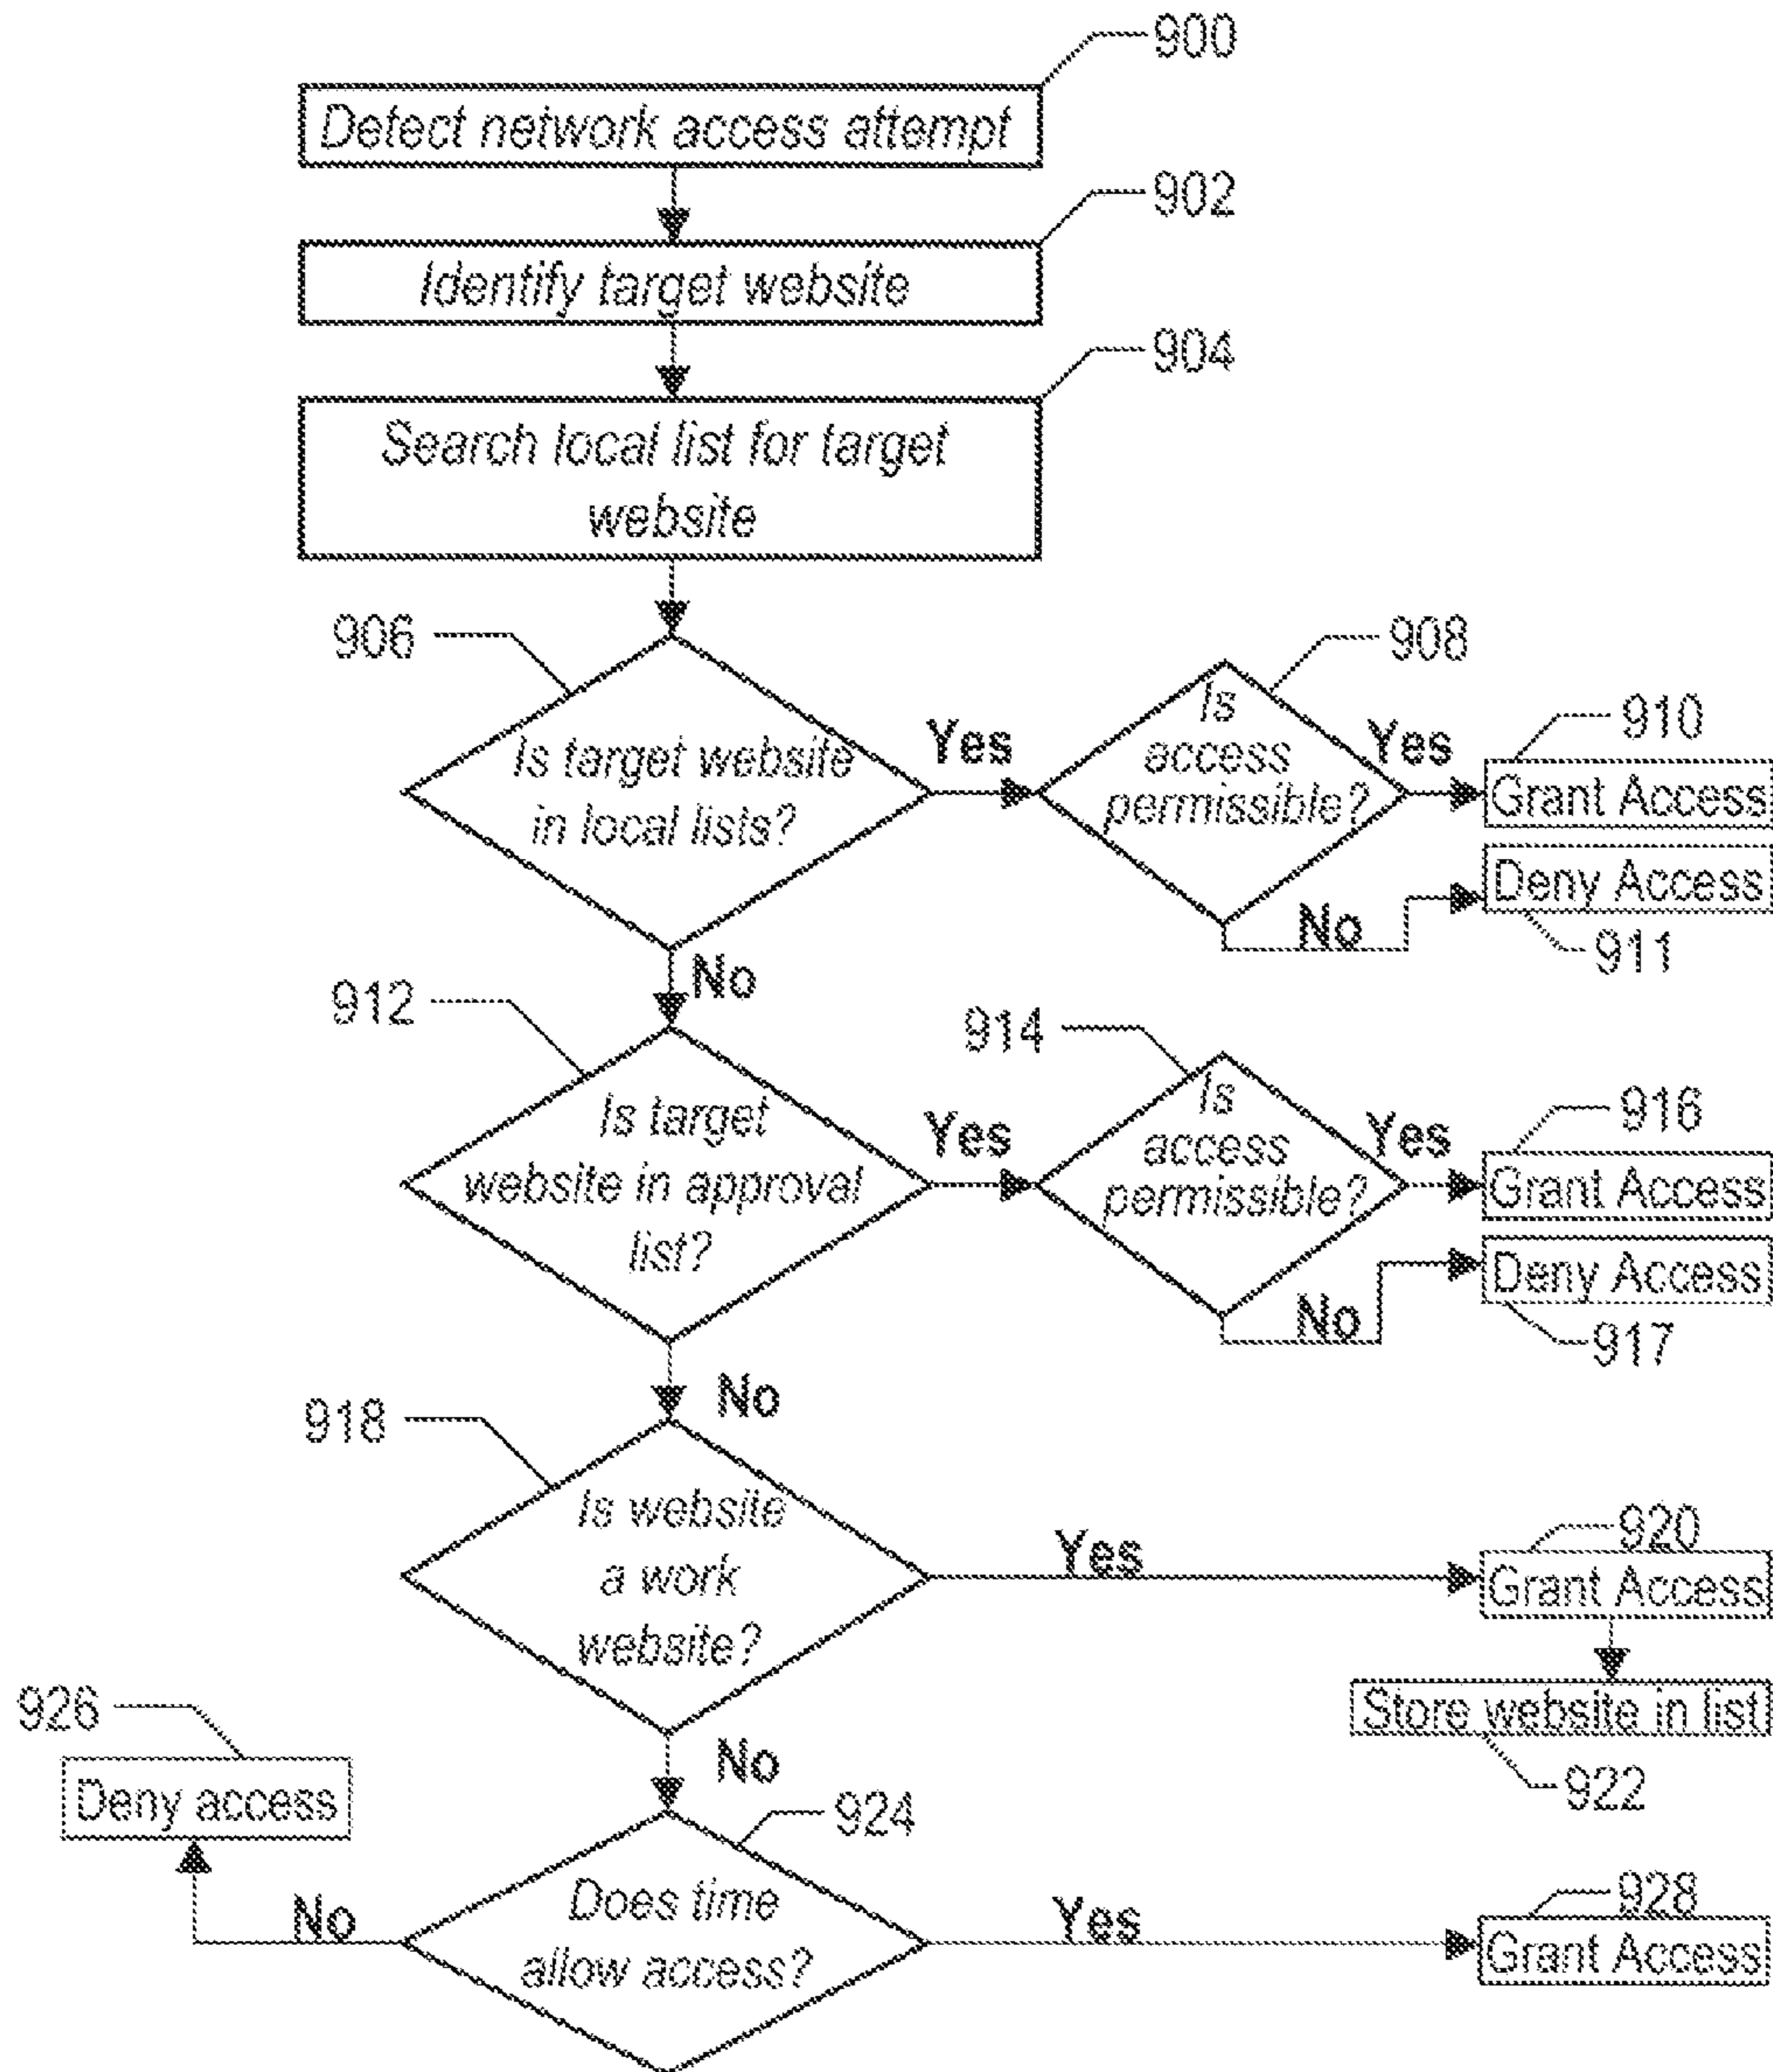 900
Detect network access attempt
902
Identify target website
904
Search local list for target
website
906
908
Is target website
in local lists?
Yes
Is
access
permissible?
Yes
910
Grant Access
Deny Access
911
No
No
912
914
Is target
website in approval
list?
Yes
Is
access
permissible?
Yes
916
Grant Access
Deny Access
917
No
No
918
Is website
a work
website?
Yes
920
Grant Access
Store website in list
922
No
926
Deny access
924
No
Does time
allow access?
Yes
928
Grant Access